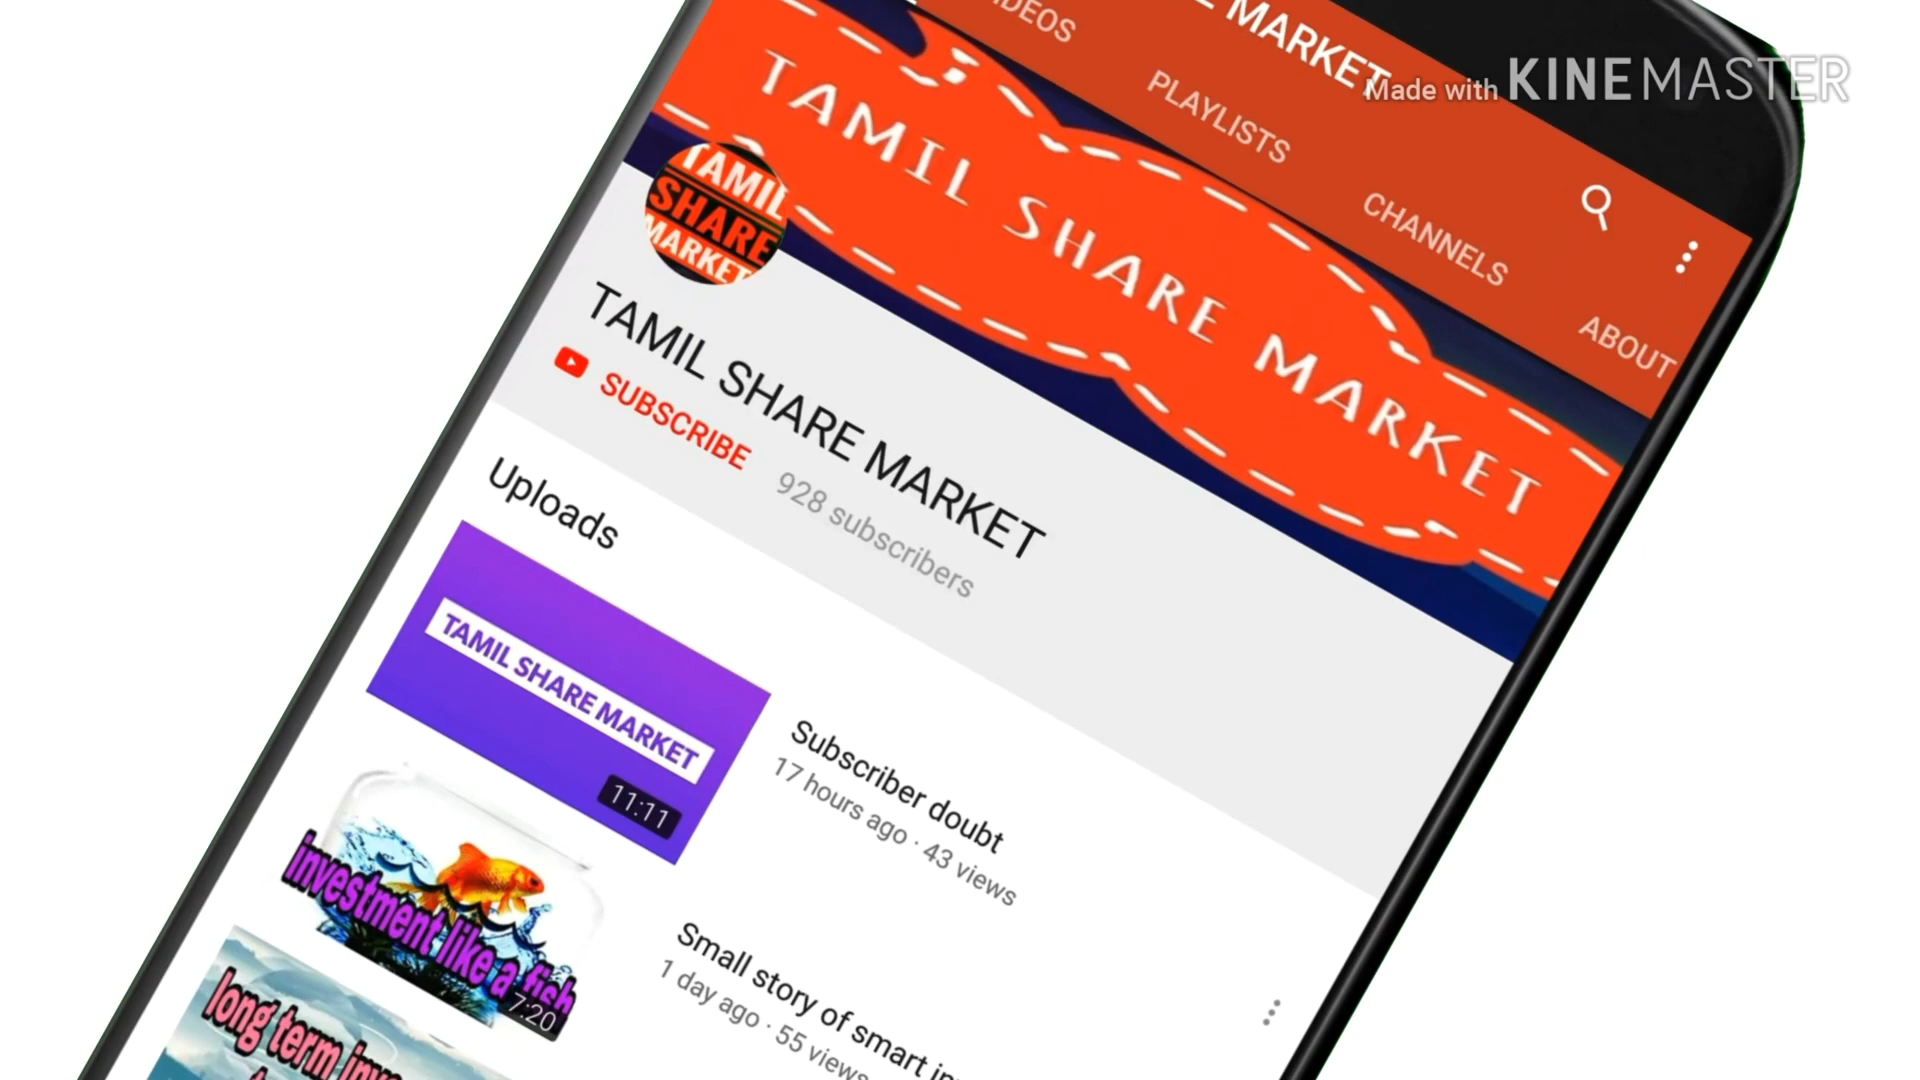 MARKET
Made with KINEMASTER
PLAYLISTS
CHANNELS
ABOUT
TAMIL SHARE MARKET
TAMIL
SHARE
MARKET
TAMIL SHARE MARKET
SUBSCRIBE 928 subscribers
Uploads
TAMIL SHARE MARKET
11:11
Subscriber doubt
17 hours ago · 43 views
investment like a fish
7:20
Small story of smart
1 day ago · 55 views
long term